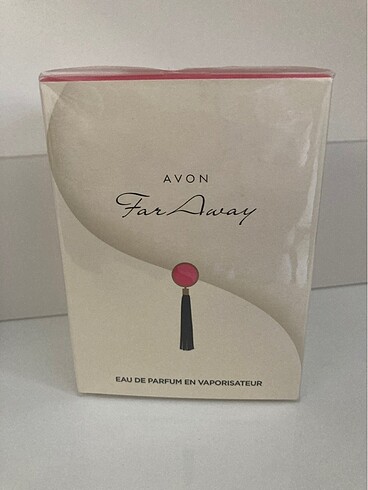 AVON
Far Away
EAU DE PARFUM EN VAPORISATEUR